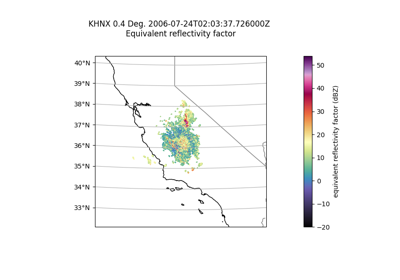 KHNX 0.4 Deg. 2006-07-24T02:03:37.726000Z
Equivalent reflectivity factor
40°N
39°N
38°N
37°N
36°N
35°N
34°N
33°N
50
40
30
20
10
0
−10
−20
equivalent reflectivity factor (dBZ)